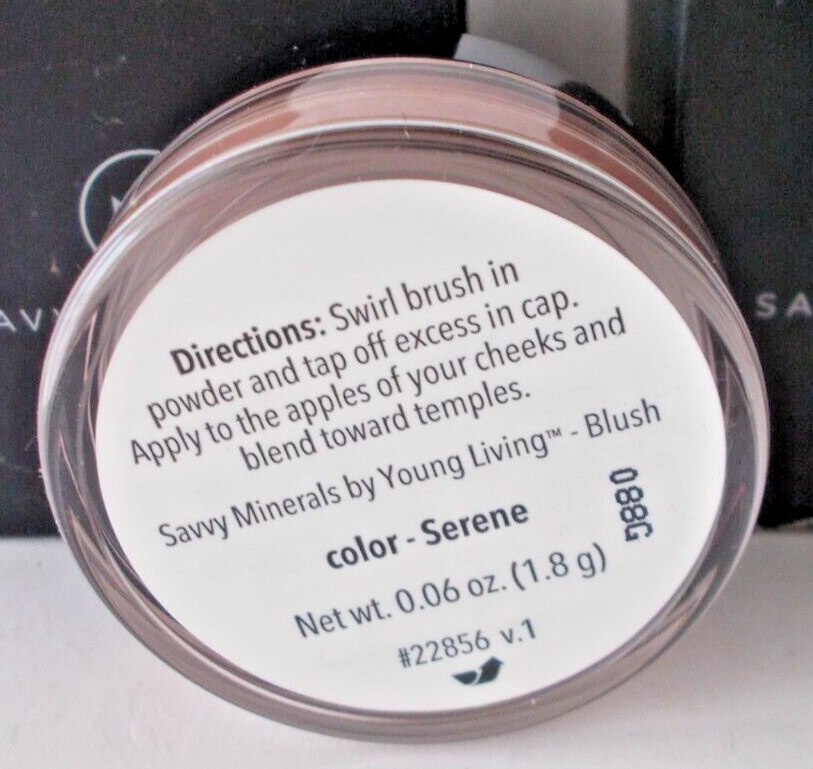 Directions: Swirl brush in
powder and tap off excess in cap.
Apply to the apples of your cheeks and
blend toward temples.
Savvy Minerals by Young Living™ - Blush
color - Serene
088G
Net wt. 0.06 oz. (1.8 g)
#22856 v.1
AVV
SA